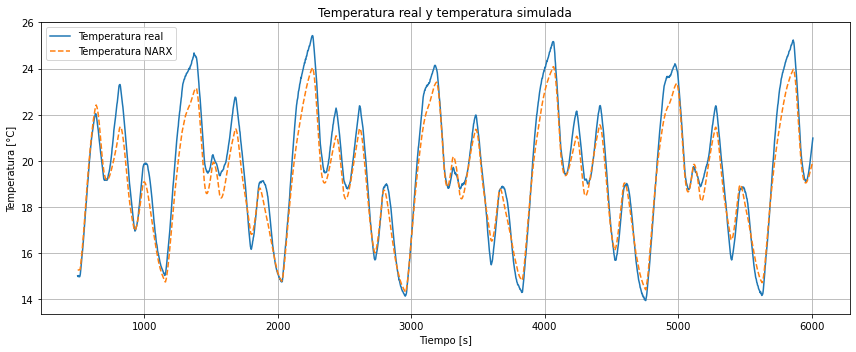 Temperatura real y temperatura simulada
Temperatura real
Temperatura NARX
Temperatura [°C]
26
24
22
20
18
16
14
1000 2000 3000 4000 5000 6000
Tiempo [s]